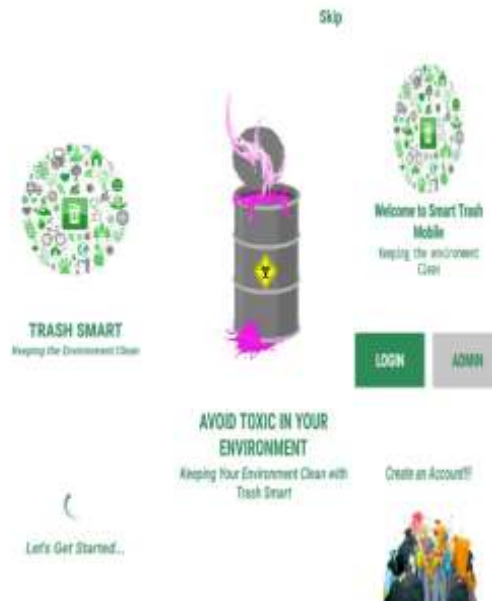 Skip
TRASH SMART
Keeping the Environment Clean
Let's Get Started...
AVOID TOXIC IN YOUR
ENVIRONMENT
Keeping Your Environment Clean with
Trash Smart
Welcome to Smart Trash
Mobile
Keeping the environment
Clean
LOGIN
ADMIN
Create an Account!!!